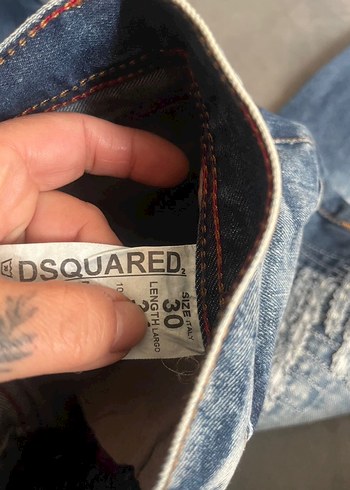 DSQUARED2
SIZE ITALY
30
LENGTH LARGO